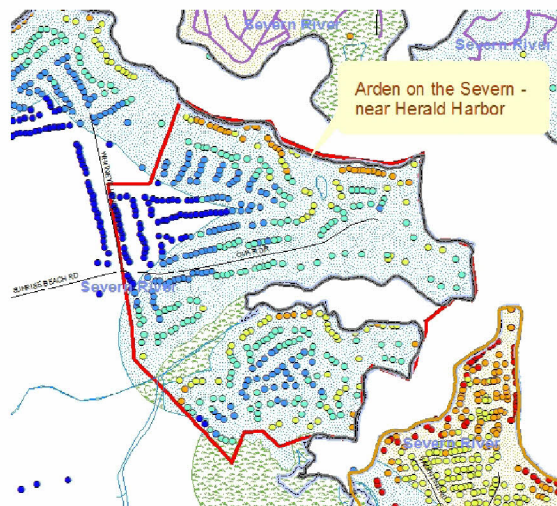 Severn River
Severn River
Arden on the Severn -
near Herald Harbor
SUNRISE BEACH RD
Severn River
Severn River